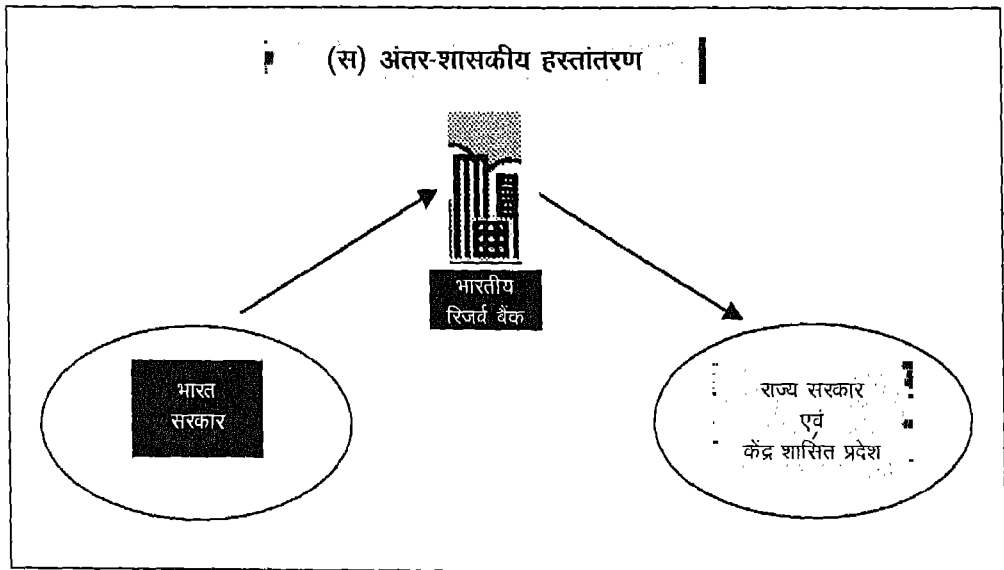 (स) अंतर-शासकीय हस्तांतरण
भारतीय
रिजर्व बैंक
भारत
सरकार
राज्य सरकार
एवं
केंद्र शासित प्रदेश